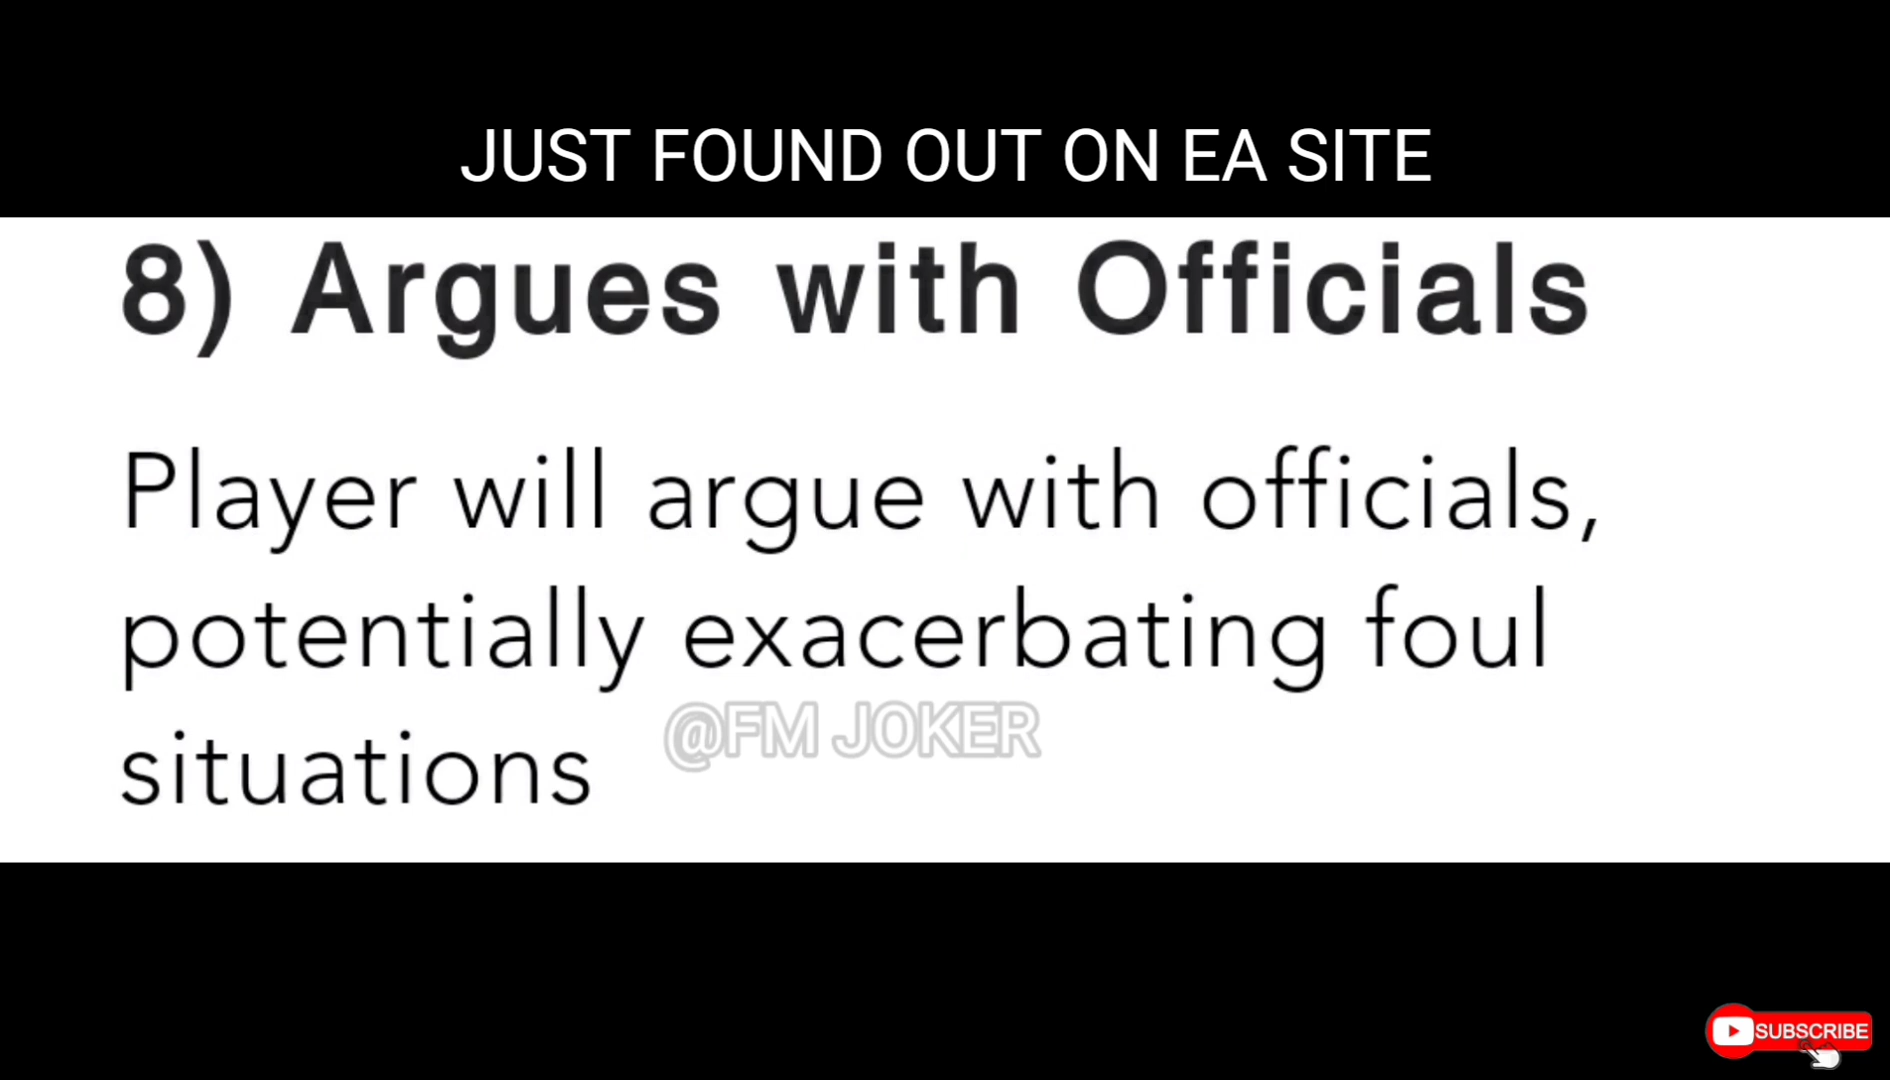 JUST FOUND OUT ON EA SITE
8) Argues with Officials
Player will argue with officials,
potentially exacerbating foul
situations
@FM JOKER
SUBSCRIBE